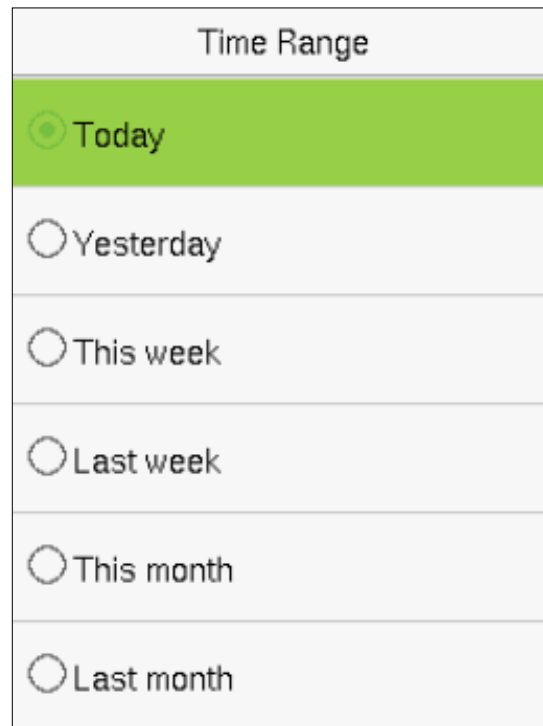 Time Range
Today
Yesterday
This week
Last week
This month
Last month